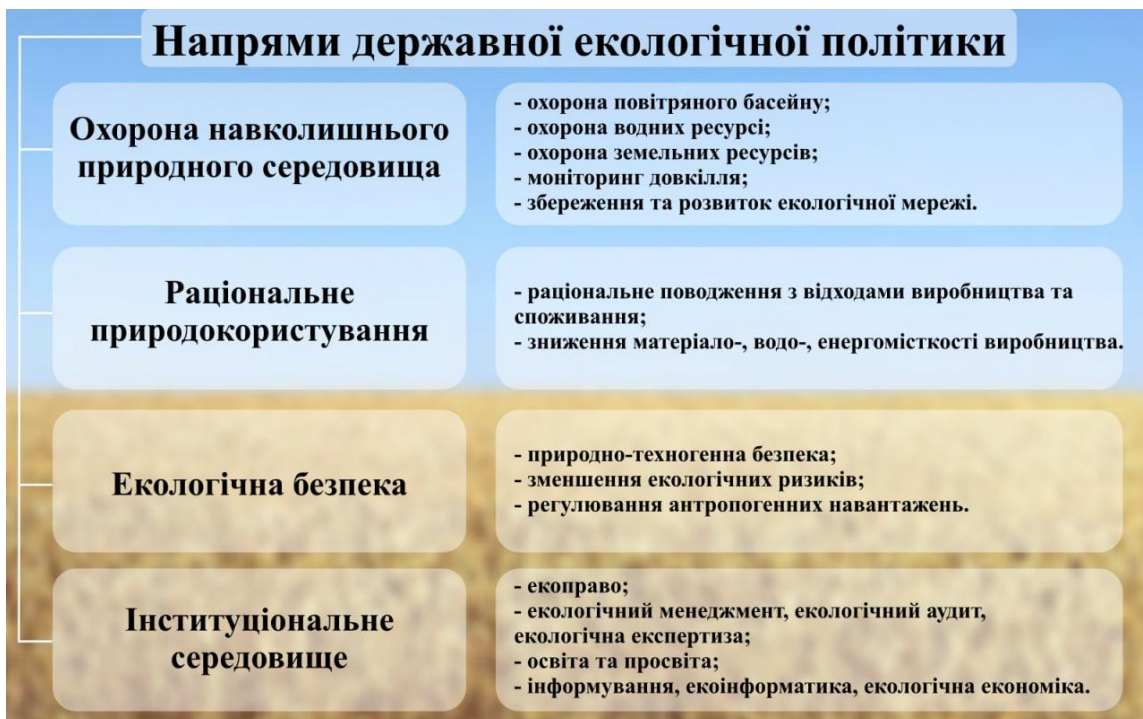 Напрями державної екологічної політики
Охорона навколишнього
природного середовища
- охорона повітряного басейну;
- охорона водних ресурсі;
- охорона земельних ресурсів;
- моніторинг довкілля;
- збереження та розвиток екологічної мережі.
Раціональне
природокористування
- раціональне поводження з відходами виробництва та
споживання;
- зниження матеріало-, водо-, енергомісткості виробництва.
Екологічна безпека
- природно-техногенна безпека;
- зменшення екологічних ризиків;
- регулювання антропогенних навантажень.
Інституціональне
середовище
- екоправо;
- екологічний менеджмент, екологічний аудит,
екологічна експертиза;
- освіта та просвіта;
- інформування, екоінформатика, екологічна економіка.